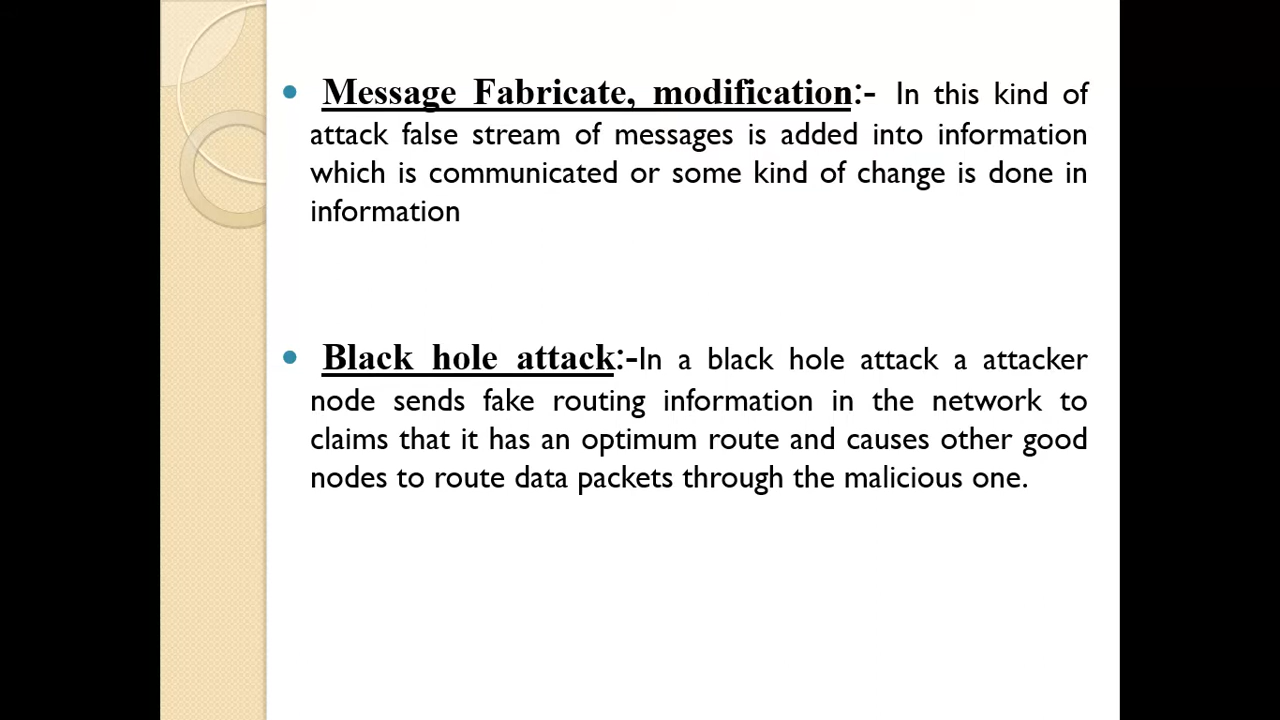 • Message Fabricate, modification:- In this kind of
attack false stream of messages is added into information
which is communicated or some kind of change is done in
information
• Black hole attack:-In a black hole attack a attacker
node sends fake routing information in the network to
claims that it has an optimum route and causes other good
nodes to route data packets through the malicious one.